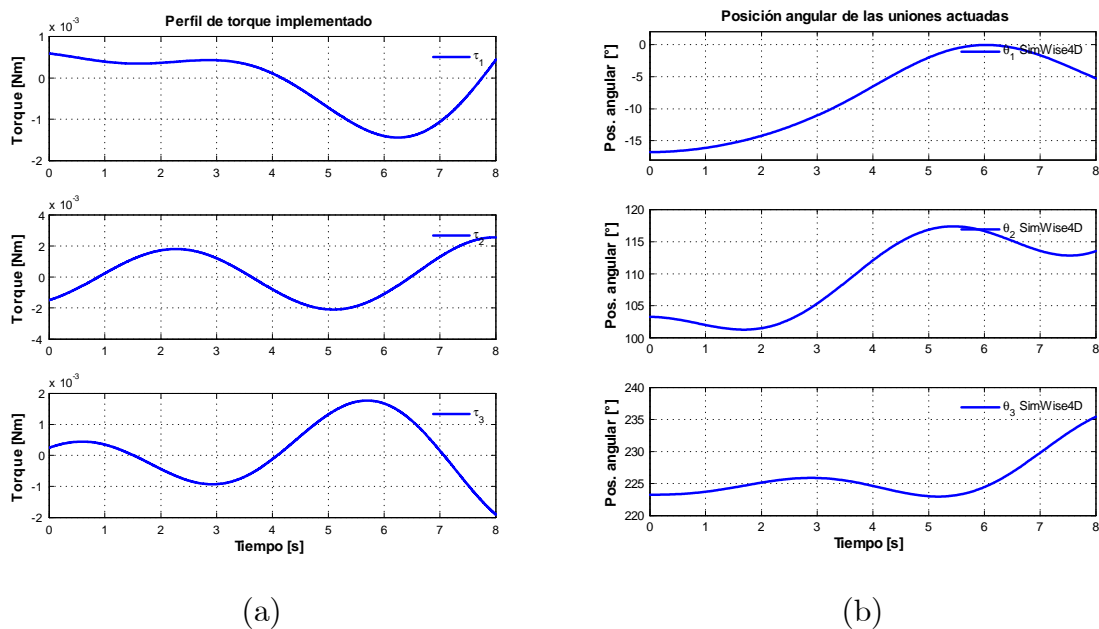 Perfil de torque implementado
x 10⁻³
1
0
-1
-2
Torque [Nm]
τ₁
0 1 2 3 4 5 6 7 8
x 10⁻³
4
2
0
-2
-4
Torque [Nm]
τ₂
0 1 2 3 4 5 6 7 8
x 10⁻³
2
1
0
-1
-2
Torque [Nm]
τ₃
0 1 2 3 4 5 6 7 8
Tiempo [s]
(a)
Posición angular de las uniones actuadas
0
-5
-10
-15
Pos. angular [°]
θ₁ SimWise4D
0 1 2 3 4 5 6 7 8
120
115
110
105
100
Pos. angular [°]
θ₂ SimWise4D
0 1 2 3 4 5 6 7 8
240
235
230
225
220
Pos. angular [°]
θ₃ SimWise4D
0 1 2 3 4 5 6 7 8
Tiempo [s]
(b)